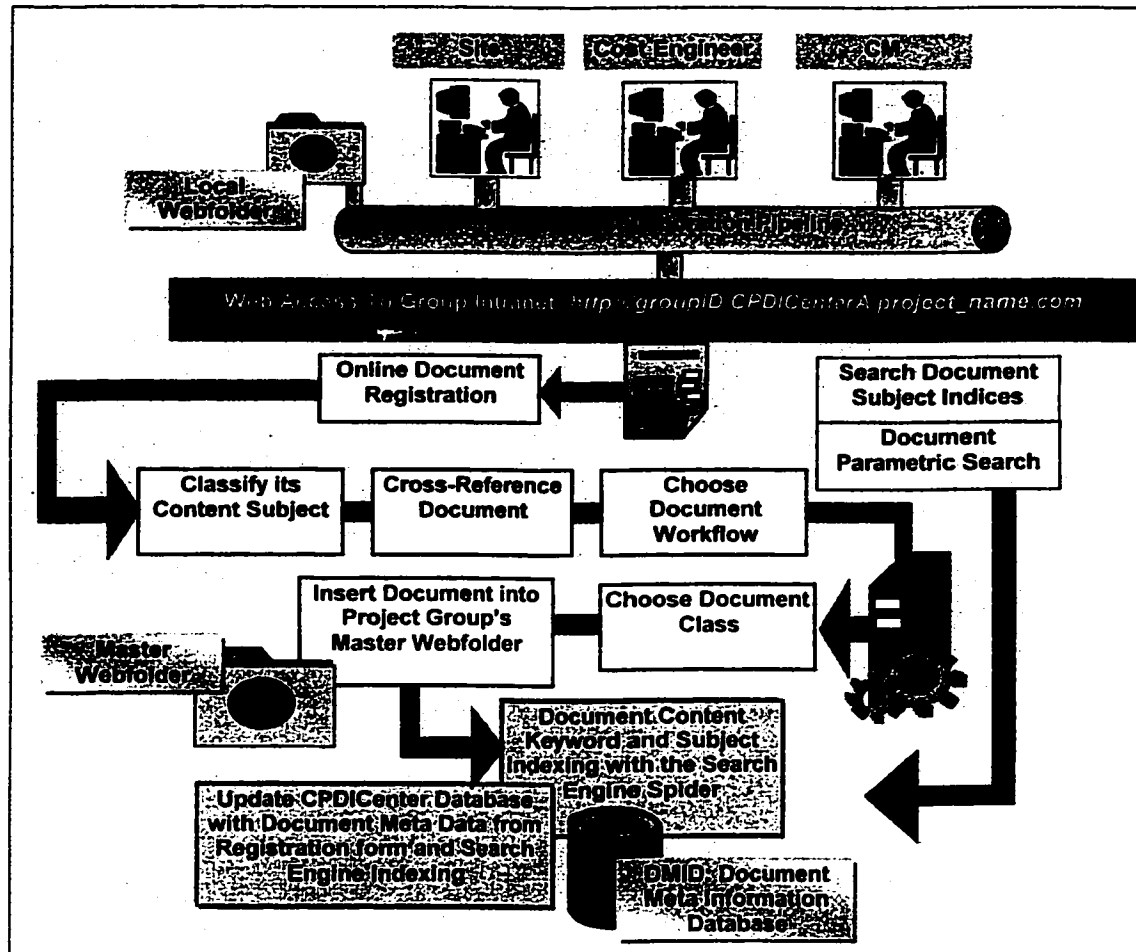 Site
Cost Engineer
CM
Local
Webfolder
Pipeline
Web Access To Group Intranet http groupID CPDICenterA project_name.com
Online Document
Registration
Search Document
Subject Indices
Document
Parametric Search
Classify its
Content Subject
Cross-Reference
Document
Choose
Document
Workflow
Insert Document into
Project Group's
Master Webfolder
Choose Document
Class
Master
Webfolder
Document Content
Keyword and Subject
Indexing with the Search
Engine Spider
Update CPDICenter Database
with Document Meta Data from
Registration form and Search
Engine Indexing
DMID: Document
Meta Information
Database